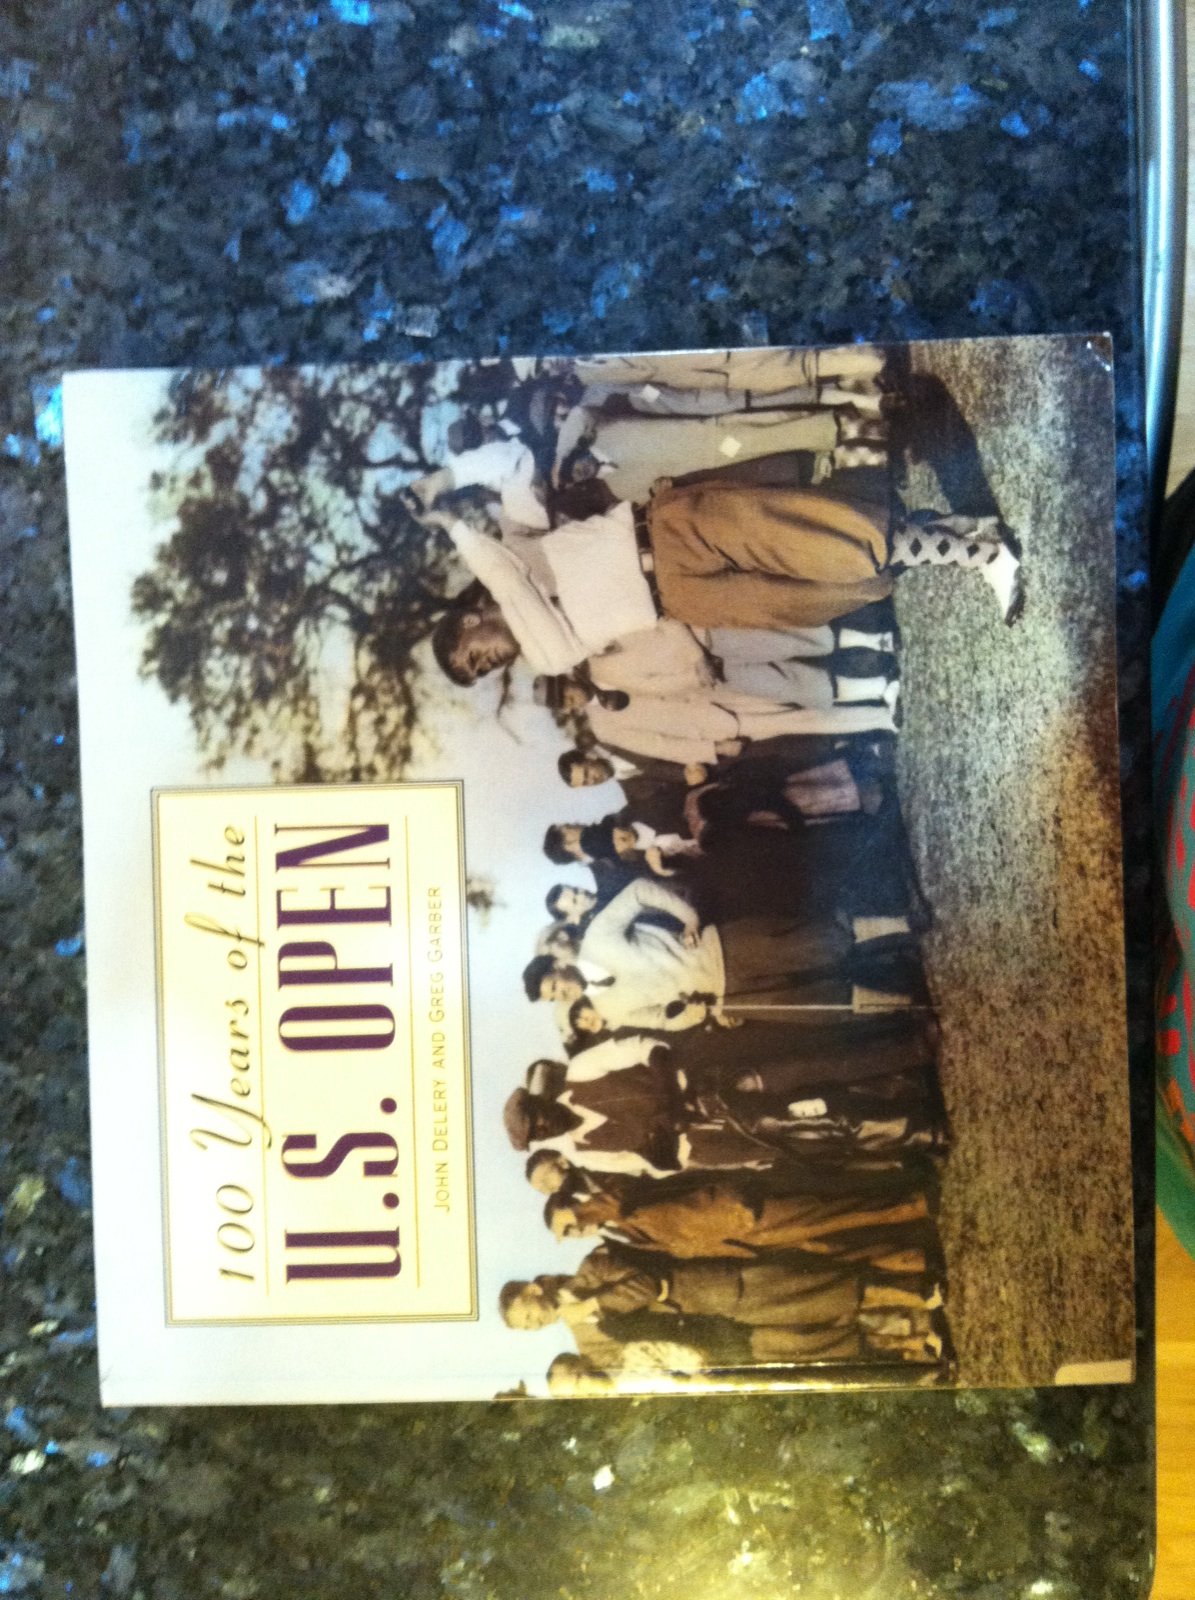 100 Years of the
U.S. OPEN
JOHN DELERY AND GREG GARBER